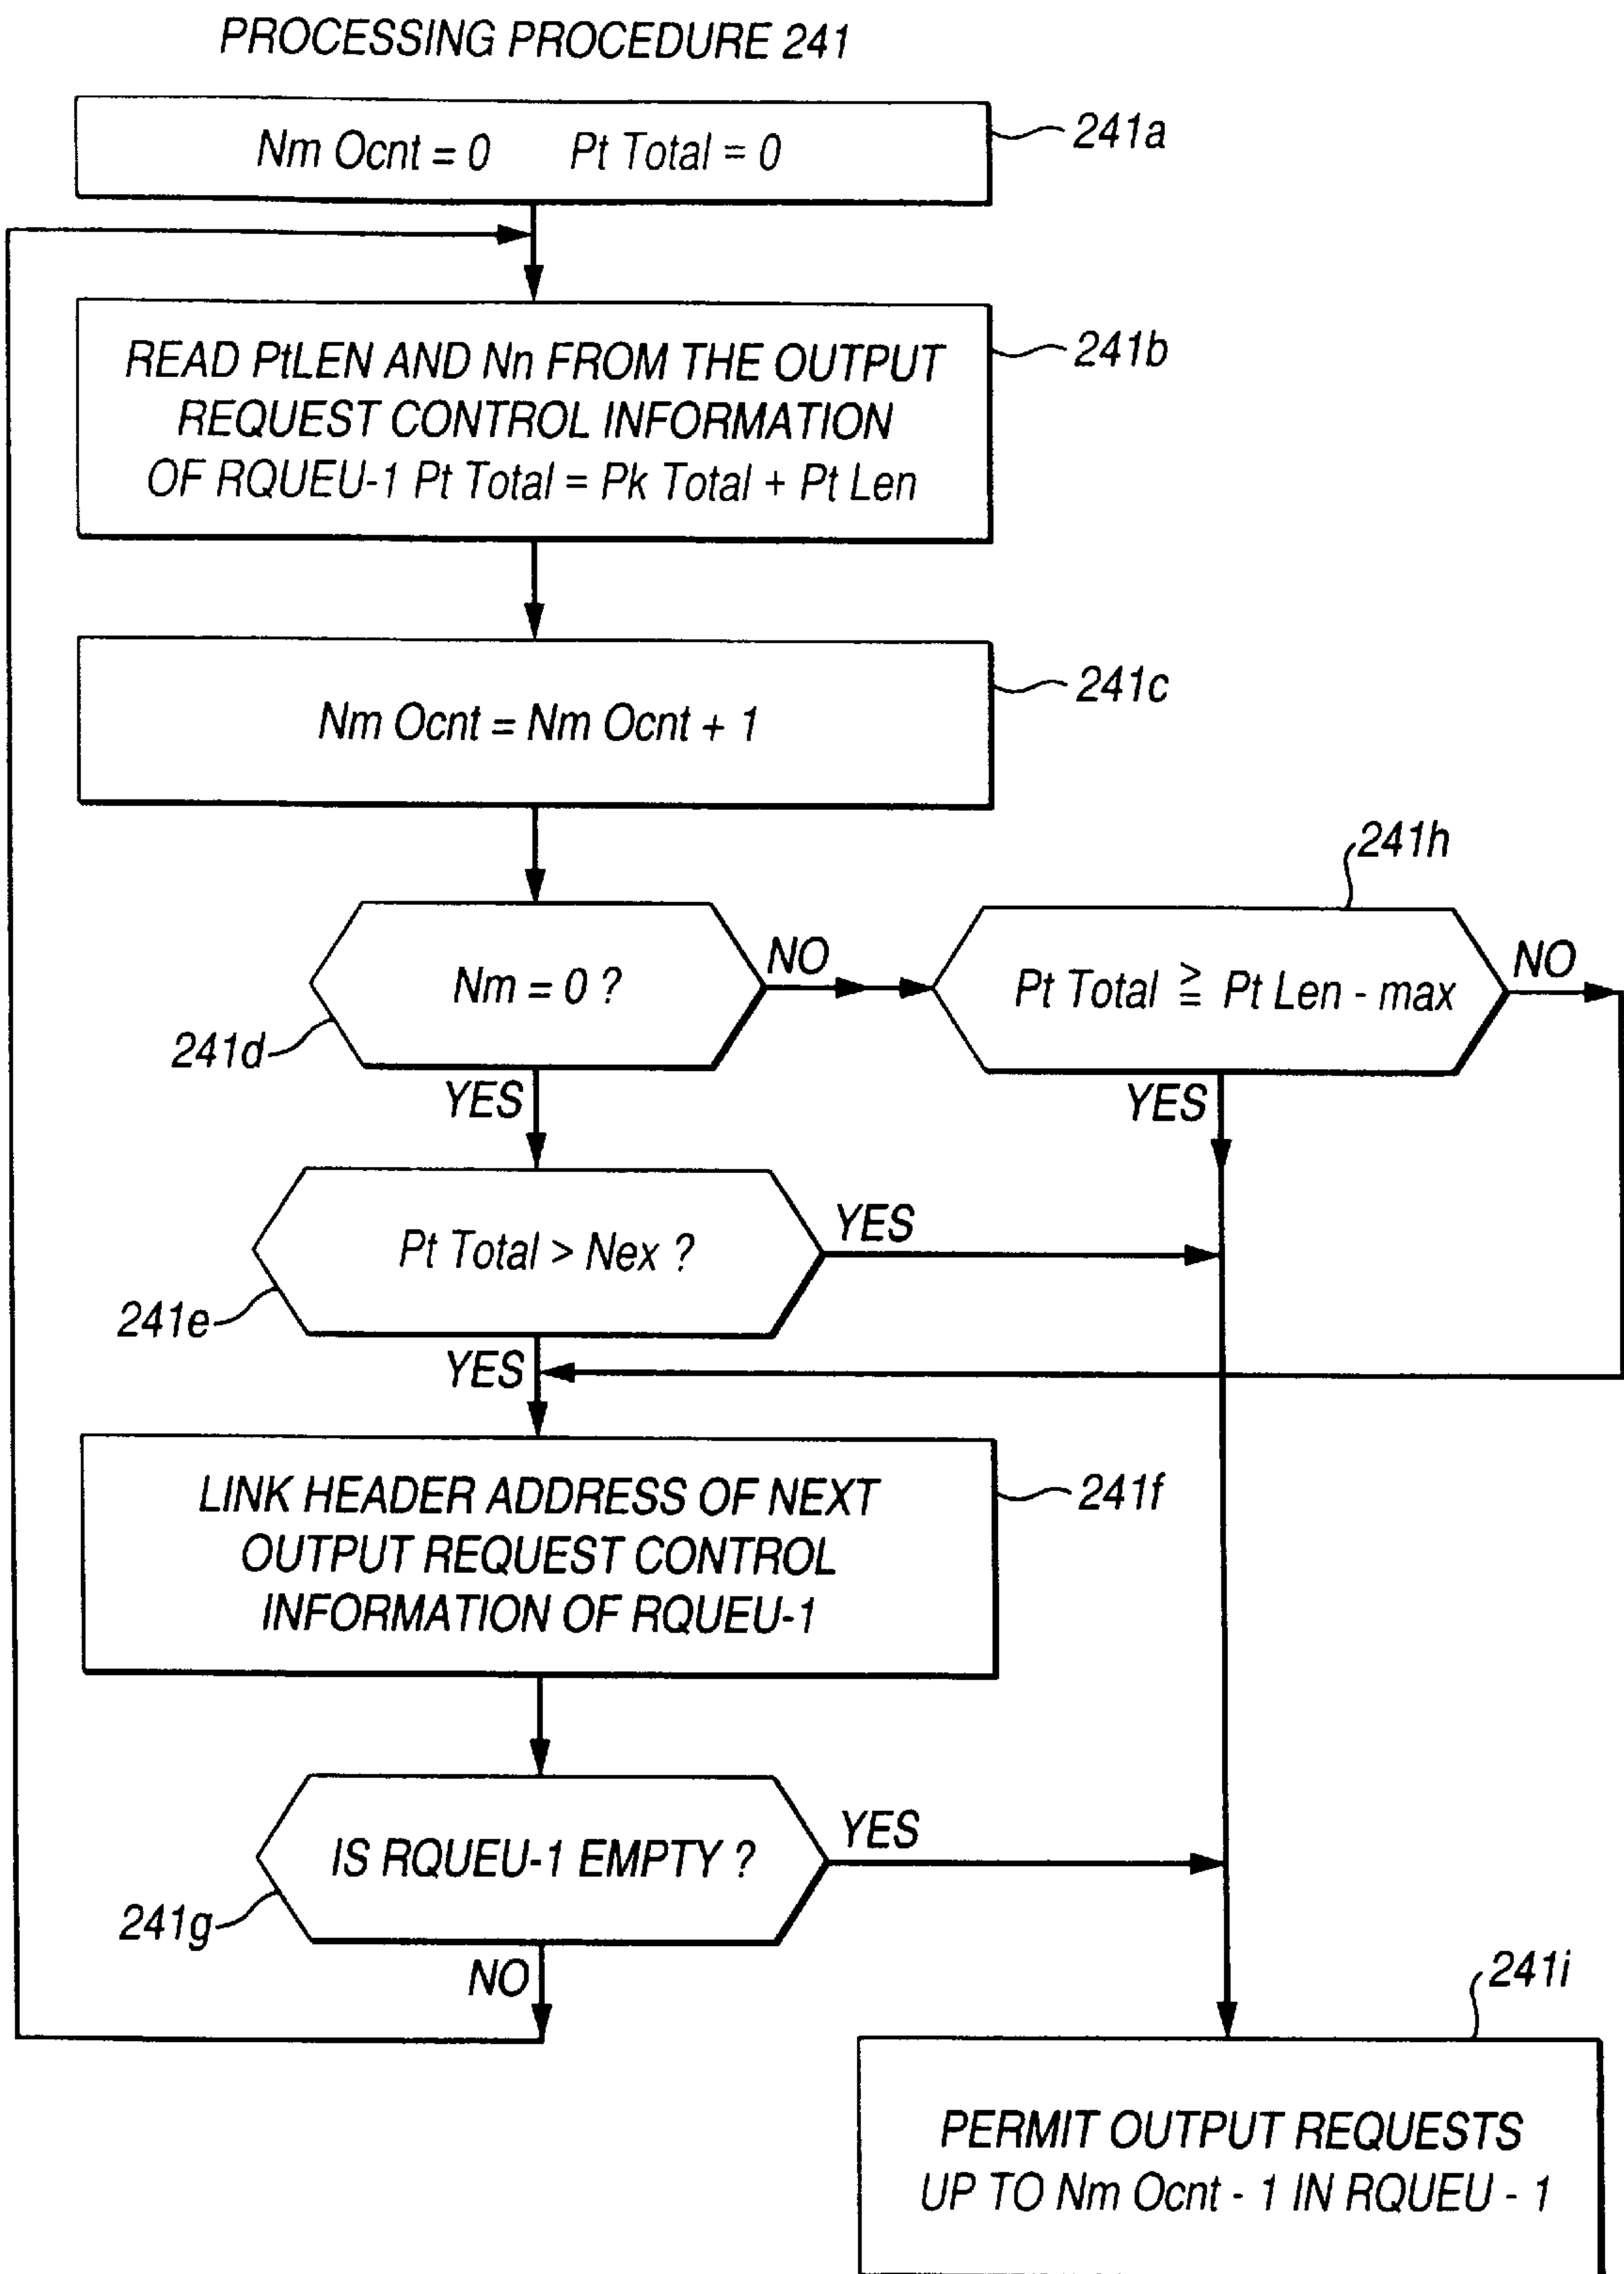 PROCESSING PROCEDURE 241
Nm Ocnt = 0 Pt Total = 0
241a
READ PtLEN AND Nn FROM THE OUTPUT
REQUEST CONTROL INFORMATION
OF RQUEU-1 Pt Total = Pk Total + Pt Len
241b
Nm Ocnt = Nm Ocnt + 1
241c
Nm = 0 ?
241d
NO
YES
Pt Total ≧ Pt Len - max
241h
NO
YES
Pt Total > Nex ?
241e
YES
YES
LINK HEADER ADDRESS OF NEXT
OUTPUT REQUEST CONTROL
INFORMATION OF RQUEU-1
241f
IS RQUEU-1 EMPTY ?
241g
YES
NO
241i
PERMIT OUTPUT REQUESTS
UP TO Nm Ocnt - 1 IN RQUEU - 1